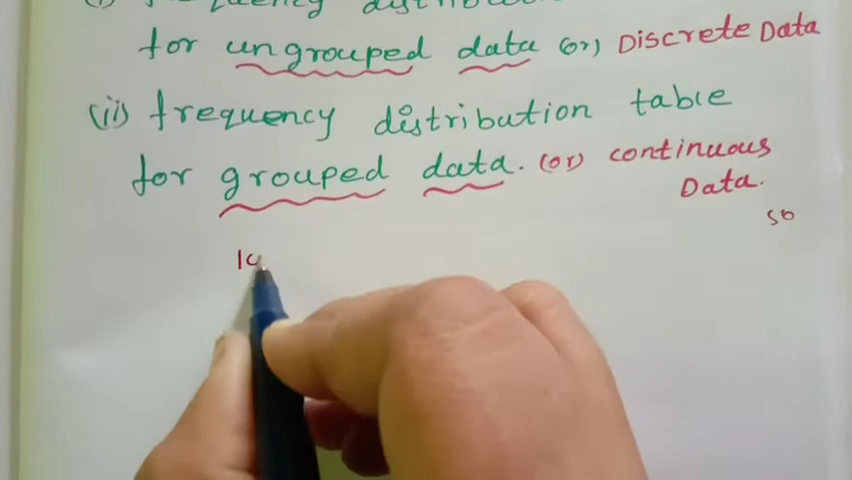 for ungrouped data (or) Discrete Data
(ii) frequency distribution table
for grouped data. (or) continuous
Data.